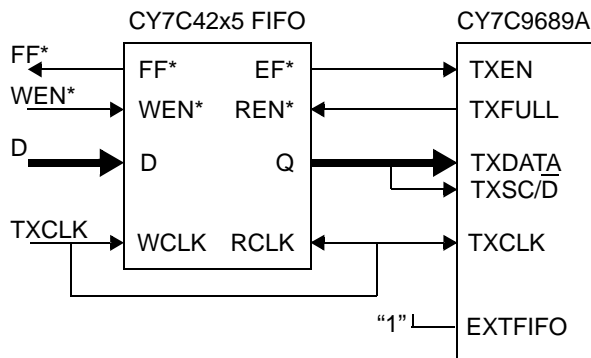 CY7C42x5 FIFO CY7C9689A
FF* FF* EF* TXEN
WEN* WEN* REN* TXFULL
D D Q TXDATA
TXSC/D̅
TXCLK WCLK RCLK TXCLK
“1” EXTFIFO